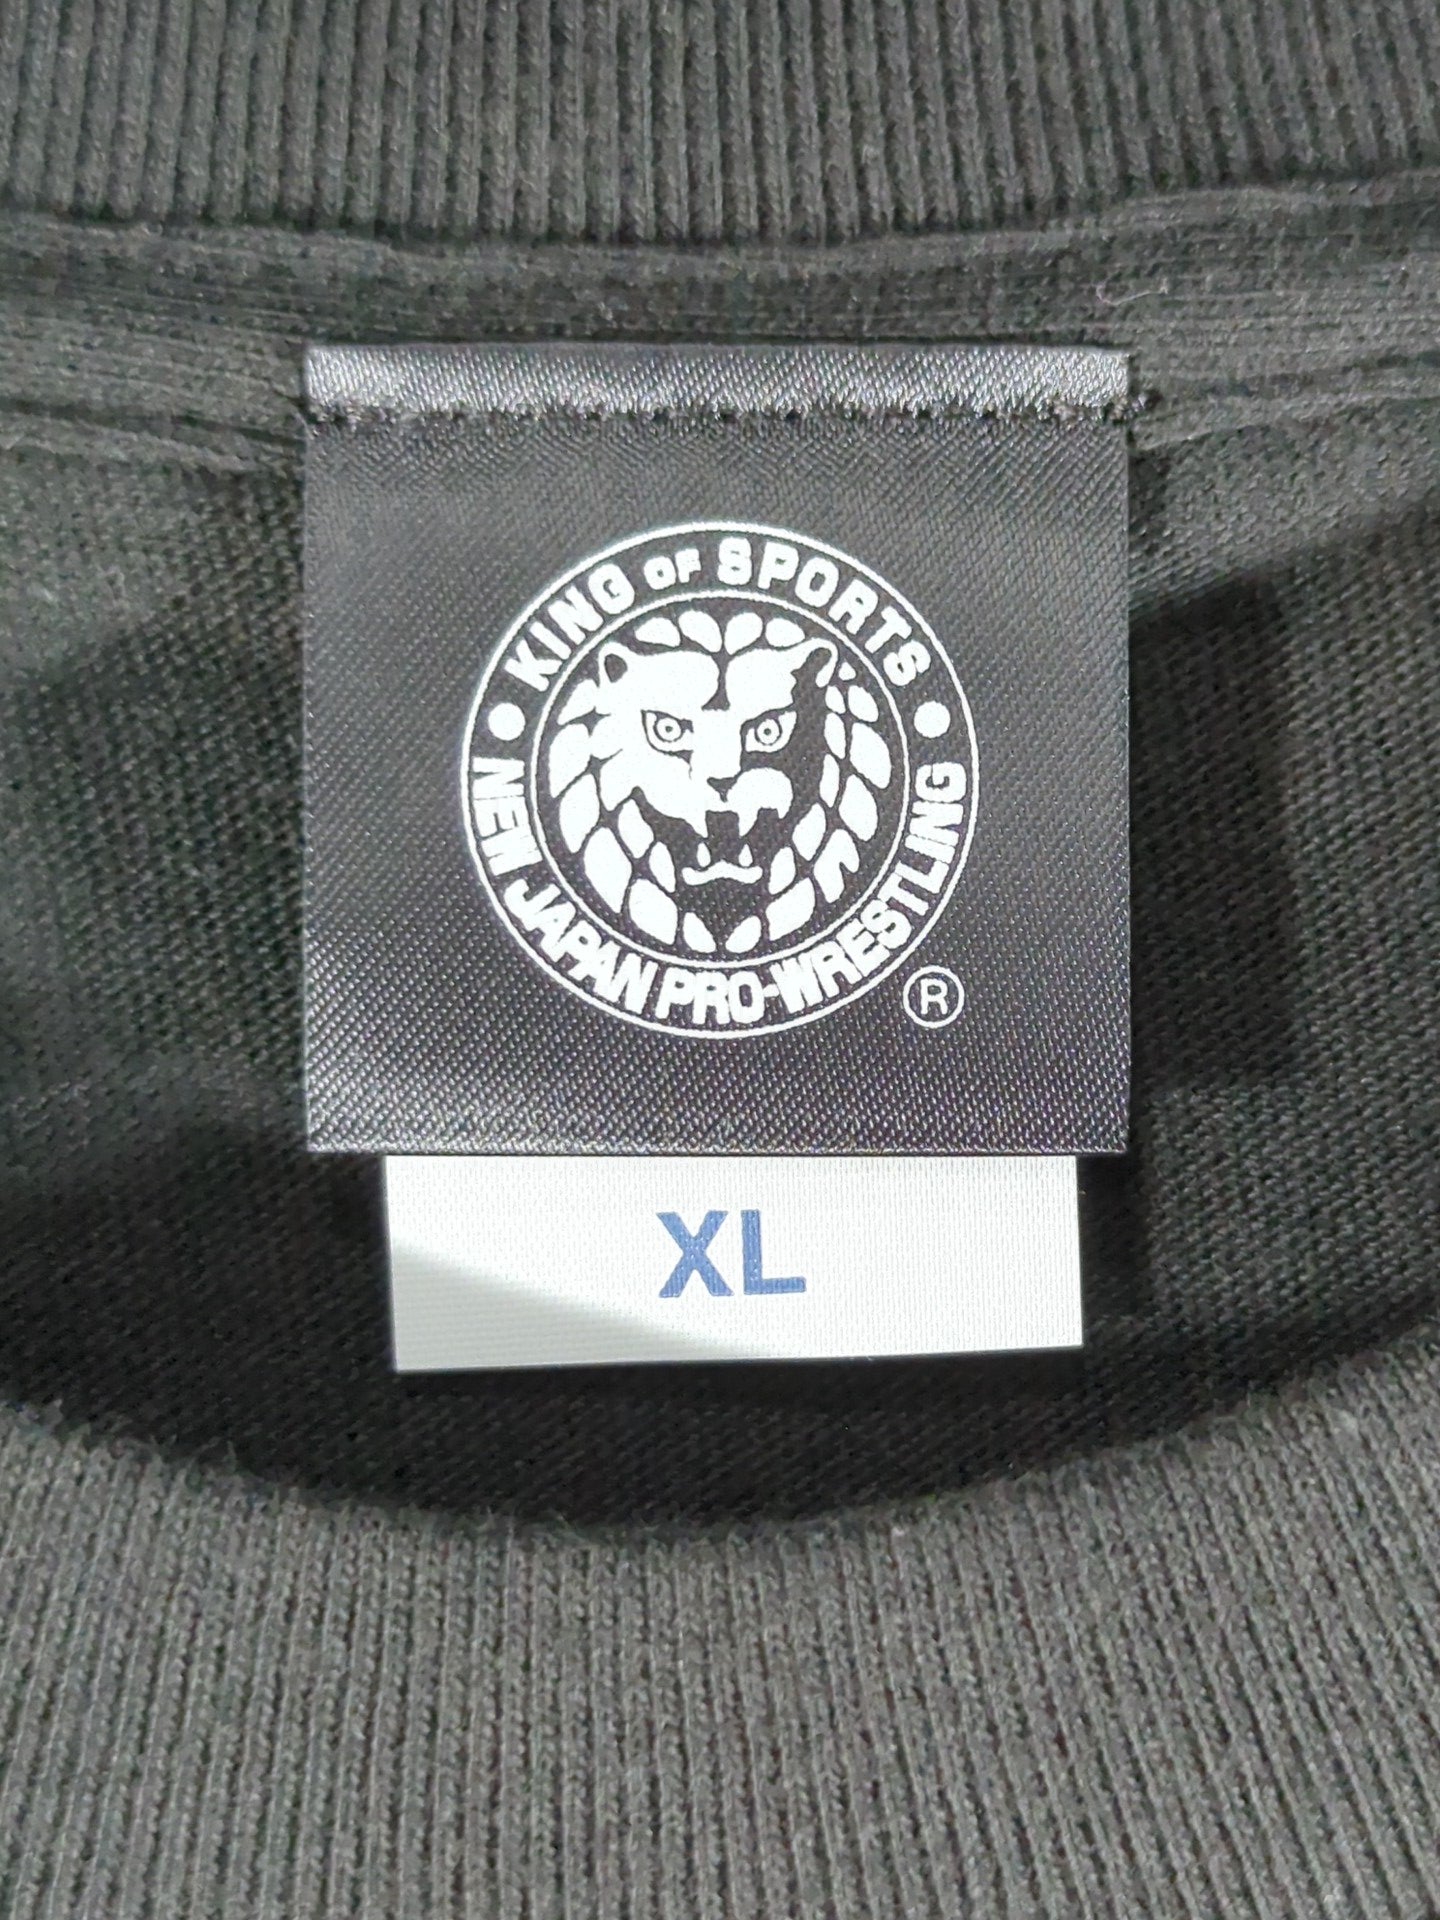 KING OF SPORTS
NEW JAPAN PRO-WRESTLING
®
XL